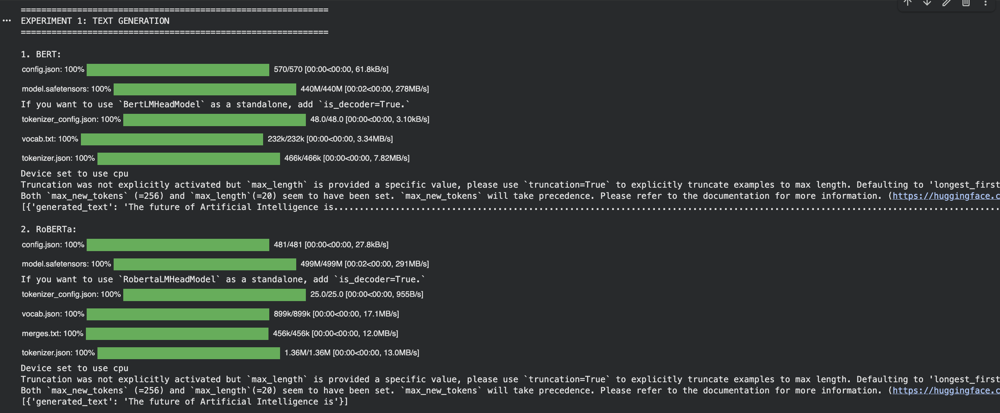 ============================================================
EXPERIMENT 1: TEXT GENERATION
============================================================
1. BERT:
config.json: 100% 570/570 [00:00<00:00, 61.8kB/s]
model.safetensors: 100% 440M/440M [00:02<00:00, 278MB/s]
If you want to use `BertLMHeadModel` as a standalone, add `is_decoder=True.`
tokenizer_config.json: 100% 48.0/48.0 [00:00<00:00, 3.10kB/s]
vocab.txt: 100% 232k/232k [00:00<00:00, 3.34MB/s]
tokenizer.json: 100% 466k/466k [00:00<00:00, 7.82MB/s]
Device set to use cpu
Truncation was not explicitly activated but `max_length` is provided a specific value, please use `truncation=True` to explicitly truncate examples to max length. Defaulting to 'longest_first
Both `max_new_tokens` (=256) and `max_length`(=20) seem to have been set. `max_new_tokens` will take precedence. Please refer to the documentation for more information. (https://huggingface.c
[{'generated_text': 'The future of Artificial Intelligence is..................................................................................................................................
2. RoBERTa:
config.json: 100% 481/481 [00:00<00:00, 27.8kB/s]
model.safetensors: 100% 499M/499M [00:02<00:00, 291MB/s]
If you want to use `RobertaLMHeadModel` as a standalone, add `is_decoder=True.`
tokenizer_config.json: 100% 25.0/25.0 [00:00<00:00, 955B/s]
vocab.json: 100% 899k/899k [00:00<00:00, 17.1MB/s]
merges.txt: 100% 456k/456k [00:00<00:00, 12.0MB/s]
tokenizer.json: 100% 1.36M/1.36M [00:00<00:00, 13.0MB/s]
Device set to use cpu
Truncation was not explicitly activated but `max_length` is provided a specific value, please use `truncation=True` to explicitly truncate examples to max length. Defaulting to 'longest_first
Both `max_new_tokens` (=256) and `max_length`(=20) seem to have been set. `max_new_tokens` will take precedence. Please refer to the documentation for more information. (https://huggingface.c
[{'generated_text': 'The future of Artificial Intelligence is'}]